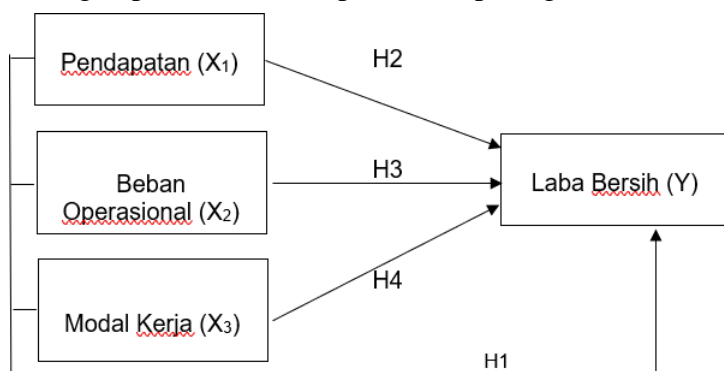 Pendapatan (X₁)
H2
Beban
Operasional (X₂)
H3
Laba Bersih (Y)
H4
Modal Kerja (X₃)
H1